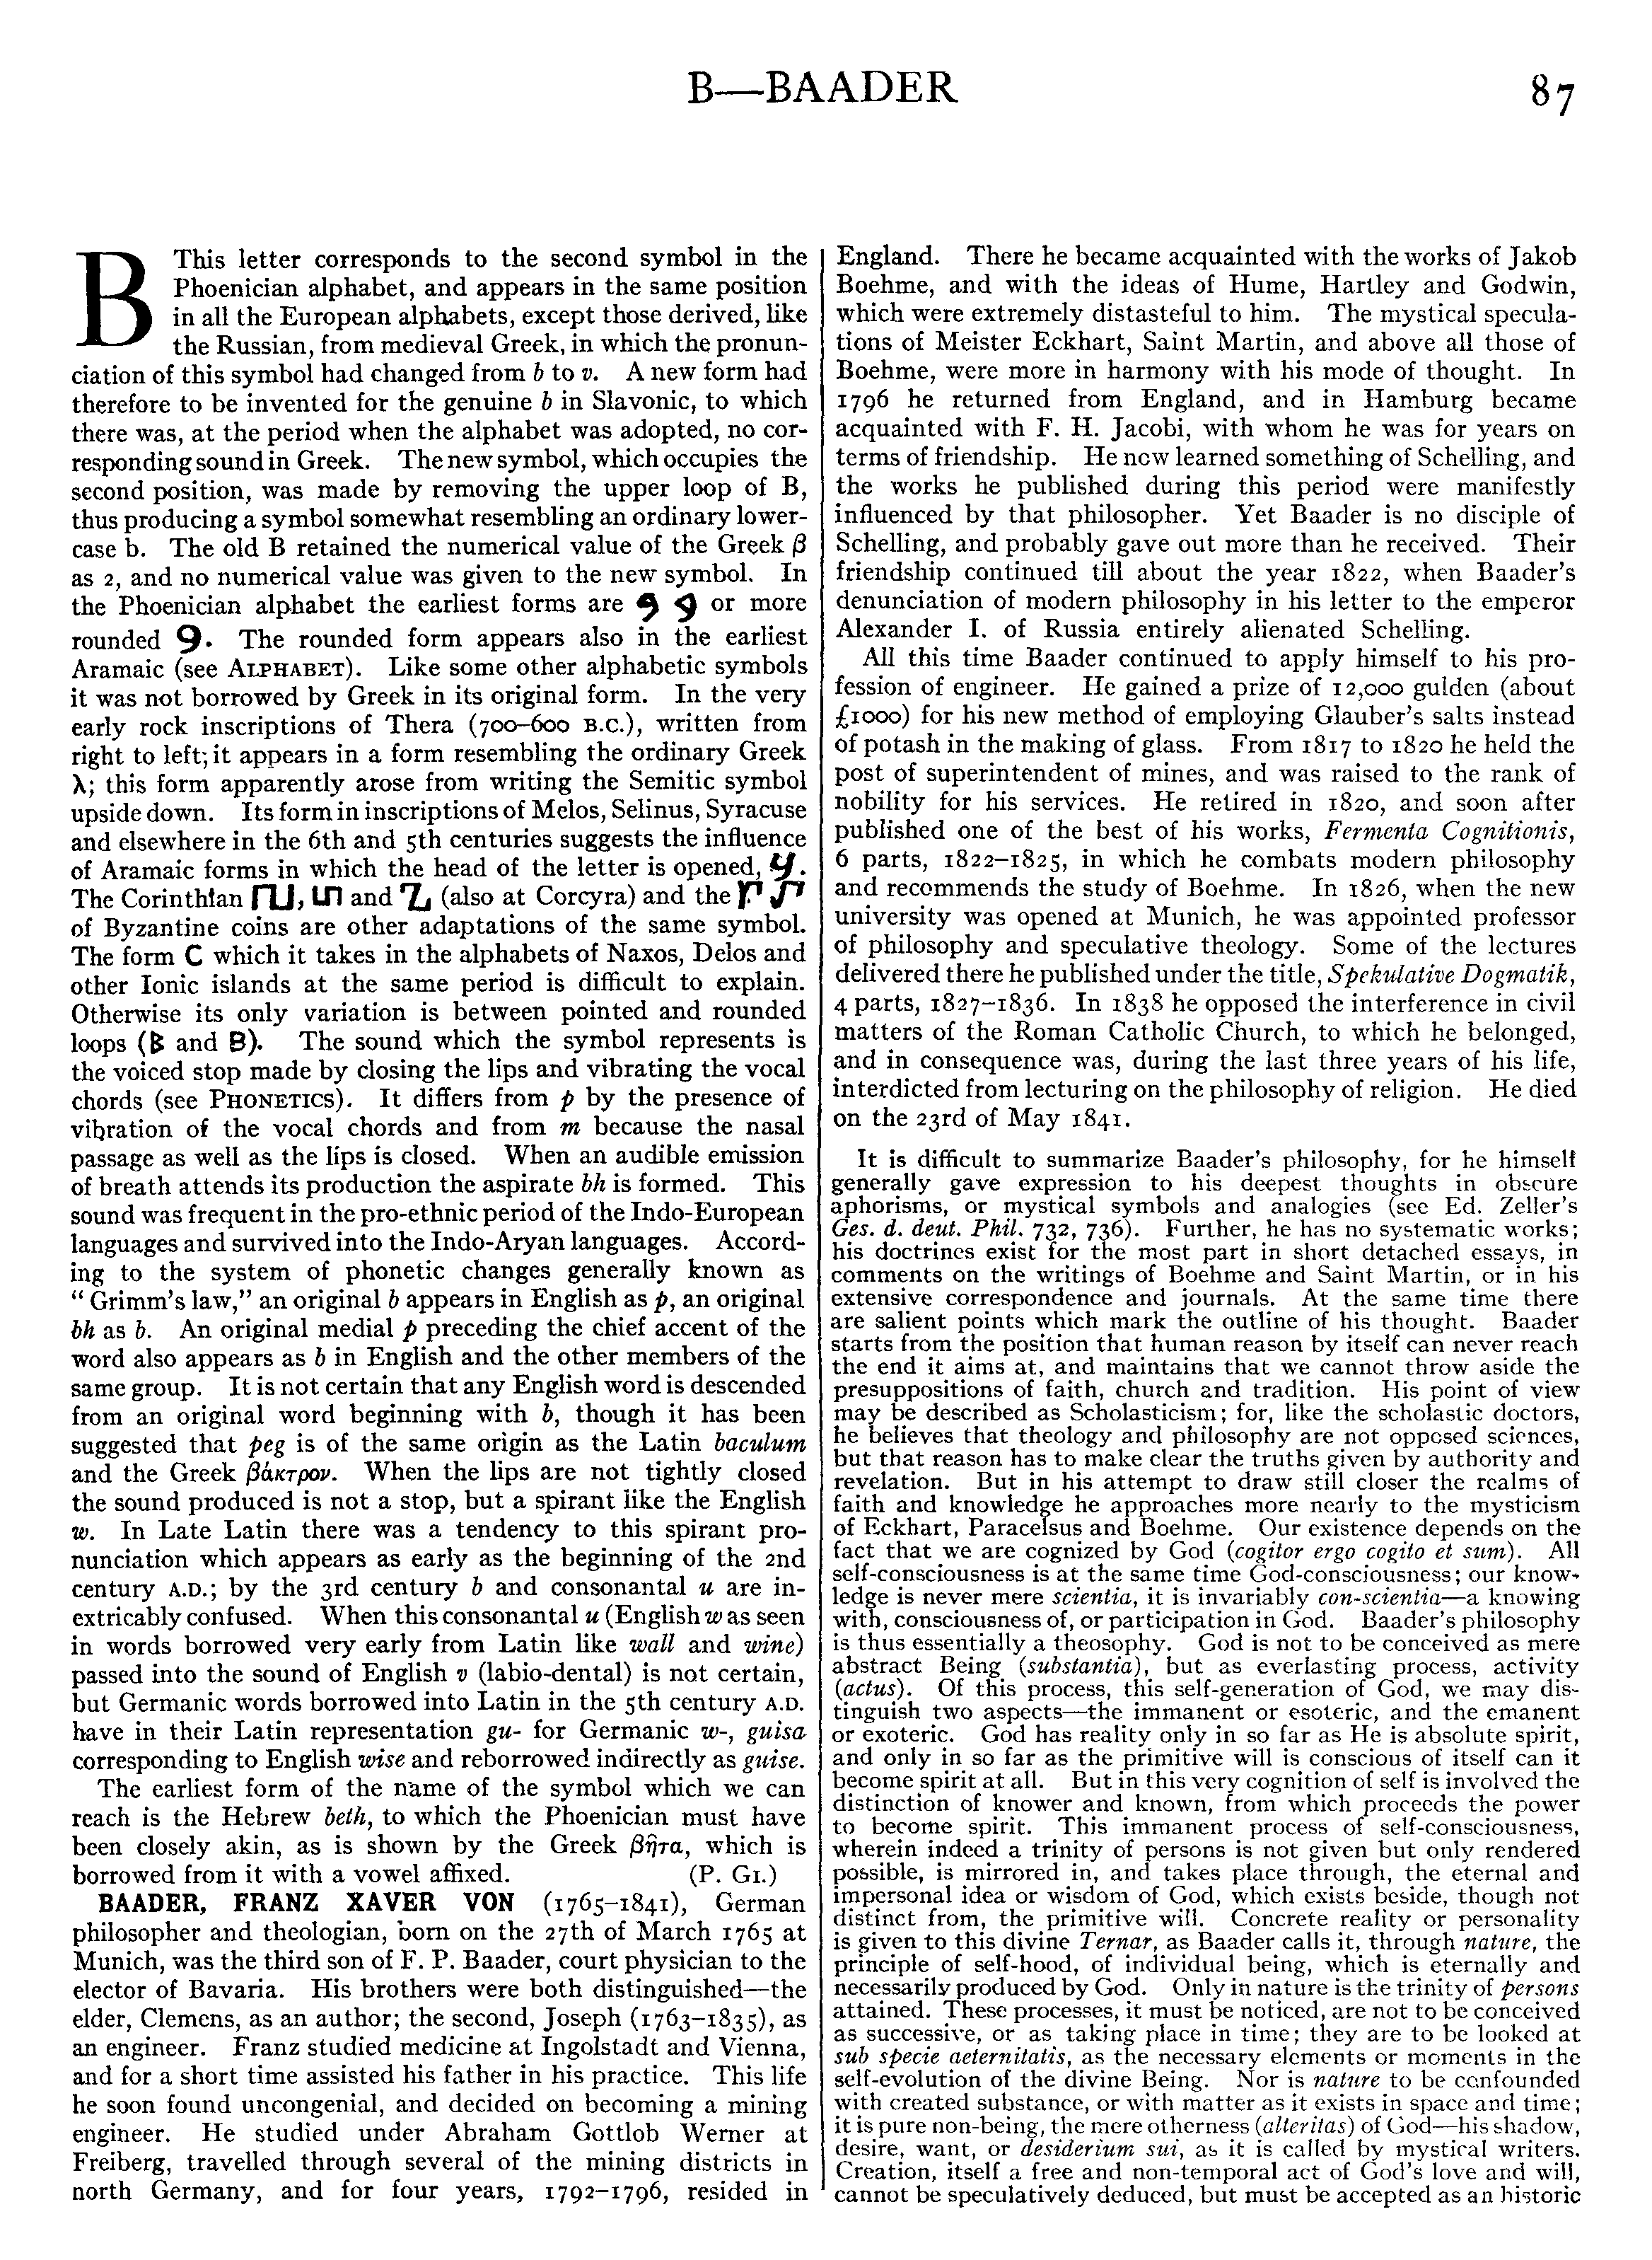 B—BAADER
87
B This letter corresponds to the second symbol in the
Phoenician alphabet, and appears in the same position
in all the European alphabets, except those derived, like
the Russian, from medieval Greek, in which the pronun-
ciation of this symbol had changed from b to v. A new form had
therefore to be invented for the genuine b in Slavonic, to which
there was, at the period when the alphabet was adopted, no cor-
responding sound in Greek. The new symbol, which occupies the
second position, was made by removing the upper loop of B,
thus producing a symbol somewhat resembling an ordinary lower-
case b. The old B retained the numerical value of the Greek β
as 2, and no numerical value was given to the new symbol. In
the Phoenician alphabet the earliest forms are or more
rounded 9. The rounded form appears also in the earliest
Aramaic (see ALPHABET). Like some other alphabetic symbols
it was not borrowed by Greek in its original form. In the very
early rock inscriptions of Thera (700–600 B.C.), written from
right to left; it appears in a form resembling the ordinary Greek
λ; this form apparently arose from writing the Semitic symbol
upside down. Its form in inscriptions of Melos, Selinus, Syracuse
and elsewhere in the 6th and 5th centuries suggests the influence
of Aramaic forms in which the head of the letter is opened, .
The Corinthian , and (also at Corcyra) and the
of Byzantine coins are other adaptations of the same symbol.
The form C which it takes in the alphabets of Naxos, Delos and
other Ionic islands at the same period is difficult to explain.
Otherwise its only variation is between pointed and rounded
loops ( and B). The sound which the symbol represents is
the voiced stop made by closing the lips and vibrating the vocal
chords (see PHONETICS). It differs from p by the presence of
vibration of the vocal chords and from m because the nasal
passage as well as the lips is closed. When an audible emission
of breath attends its production the aspirate bh is formed. This
sound was frequent in the pro-ethnic period of the Indo-European
languages and survived into the Indo-Aryan languages. Accord-
ing to the system of phonetic changes generally known as
“ Grimm's law,” an original b appears in English as p, an original
bh as b. An original medial p preceding the chief accent of the
word also appears as b in English and the other members of the
same group. It is not certain that any English word is descended
from an original word beginning with b, though it has been
suggested that peg is of the same origin as the Latin baculum
and the Greek βάκτρον. When the lips are not tightly closed
the sound produced is not a stop, but a spirant like the English
w. In Late Latin there was a tendency to this spirant pro-
nunciation which appears as early as the beginning of the 2nd
century A.D.; by the 3rd century b and consonantal u are in-
extricably confused. When this consonantal u (English w as seen
in words borrowed very early from Latin like wall and wine)
passed into the sound of English v (labio-dental) is not certain,
but Germanic words borrowed into Latin in the 5th century A.D.
have in their Latin representation gu- for Germanic w-, guisa
corresponding to English wise and reborrowed indirectly as guise.
The earliest form of the name of the symbol which we can
reach is the Hebrew beth, to which the Phoenician must have
been closely akin, as is shown by the Greek βῆτα, which is
borrowed from it with a vowel affixed. (P. GI.)
BAADER, FRANZ XAVER VON (1765–1841), German
philosopher and theologian, born on the 27th of March 1765 at
Munich, was the third son of F. P. Baader, court physician to the
elector of Bavaria. His brothers were both distinguished—the
elder, Clemens, as an author; the second, Joseph (1763–1835), as
an engineer. Franz studied medicine at Ingolstadt and Vienna,
and for a short time assisted his father in his practice. This life
he soon found uncongenial, and decided on becoming a mining
engineer. He studied under Abraham Gottlob Werner at
Freiberg, travelled through several of the mining districts in
north Germany, and for four years, 1792–1796, resided in
England. There he became acquainted with the works of Jakob
Boehme, and with the ideas of Hume, Hartley and Godwin,
which were extremely distasteful to him. The mystical specula-
tions of Meister Eckhart, Saint Martin, and above all those of
Boehme, were more in harmony with his mode of thought. In
1796 he returned from England, and in Hamburg became
acquainted with F. H. Jacobi, with whom he was for years on
terms of friendship. He now learned something of Schelling, and
the works he published during this period were manifestly
influenced by that philosopher. Yet Baader is no disciple of
Schelling, and probably gave out more than he received. Their
friendship continued till about the year 1822, when Baader's
denunciation of modern philosophy in his letter to the emperor
Alexander I. of Russia entirely alienated Schelling.
All this time Baader continued to apply himself to his pro-
fession of engineer. He gained a prize of 12,000 gulden (about
£1000) for his new method of employing Glauber's salts instead
of potash in the making of glass. From 1817 to 1820 he held the
post of superintendent of mines, and was raised to the rank of
nobility for his services. He retired in 1820, and soon after
published one of the best of his works, Fermenta Cognitionis,
6 parts, 1822–1825, in which he combats modern philosophy
and recommends the study of Boehme. In 1826, when the new
university was opened at Munich, he was appointed professor
of philosophy and speculative theology. Some of the lectures
delivered there he published under the title, Spekulative Dogmatik,
4 parts, 1827–1836. In 1838 he opposed the interference in civil
matters of the Roman Catholic Church, to which he belonged,
and in consequence was, during the last three years of his life,
interdicted from lecturing on the philosophy of religion. He died
on the 23rd of May 1841.
It is difficult to summarize Baader's philosophy, for he himself
generally gave expression to his deepest thoughts in obscure
aphorisms, or mystical symbols and analogies (see Ed. Zeller's
Ges. d. deut. Phil. 732, 736). Further, he has no systematic works;
his doctrines exist for the most part in short detached essays, in
comments on the writings of Boehme and Saint Martin, or in his
extensive correspondence and journals. At the same time there
are salient points which mark the outline of his thought. Baader
starts from the position that human reason by itself can never reach
the end it aims at, and maintains that we cannot throw aside the
presuppositions of faith, church and tradition. His point of view
may be described as Scholasticism; for, like the scholastic doctors,
he believes that theology and philosophy are not opposed sciences,
but that reason has to make clear the truths given by authority and
revelation. But in his attempt to draw still closer the realms of
faith and knowledge he approaches more nearly to the mysticism
of Eckhart, Paracelsus and Boehme. Our existence depends on the
fact that we are cognized by God (cogitor ergo cogito et sum). All
self-consciousness is at the same time God-consciousness; our know-
ledge is never mere scientia, it is invariably con-scientia—a knowing
with, consciousness of, or participation in God. Baader's philosophy
is thus essentially a theosophy. God is not to be conceived as mere
abstract Being (substantia), but as everlasting process, activity
(actus). Of this process, this self-generation of God, we may dis-
tinguish two aspects—the immanent or esoteric, and the emanent
or exoteric. God has reality only in so far as He is absolute spirit,
and only in so far as the primitive will is conscious of itself can it
become spirit at all. But in this very cognition of self is involved the
distinction of knower and known, from which proceeds the power
to become spirit. This immanent process of self-consciousness,
wherein indeed a trinity of persons is not given but only rendered
possible, is mirrored in, and takes place through, the eternal and
impersonal idea or wisdom of God, which exists beside, though not
distinct from, the primitive will. Concrete reality or personality
is given to this divine Ternar, as Baader calls it, through nature, the
principle of self-hood, of individual being, which is eternally and
necessarily produced by God. Only in nature is the trinity of persons
attained. These processes, it must be noticed, are not to be conceived
as successive, or as taking place in time; they are to be looked at
sub specie aeternitatis, as the necessary elements or moments in the
self-evolution of the divine Being. Nor is nature to be confounded
with created substance, or with matter as it exists in space and time;
it is pure non-being, the mere otherness (alteritas) of God—his shadow,
desire, want, or desiderium sui, as it is called by mystical writers.
Creation, itself a free and non-temporal act of God's love and will,
cannot be speculatively deduced, but must be accepted as an historic